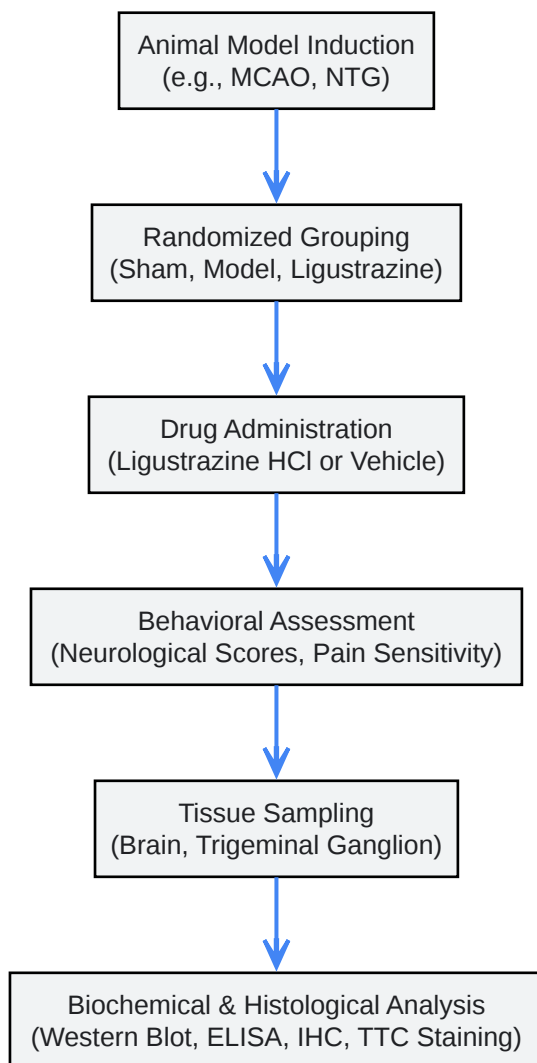 Animal Model Induction
(e.g., MCAO, NTG)
Randomized Grouping
(Sham, Model, Ligustrazine)
Drug Administration
(Ligustrazine HCl or Vehicle)
Behavioral Assessment
(Neurological Scores, Pain Sensitivity)
Tissue Sampling
(Brain, Trigeminal Ganglion)
Biochemical & Histological Analysis
(Western Blot, ELISA, IHC, TTC Staining)